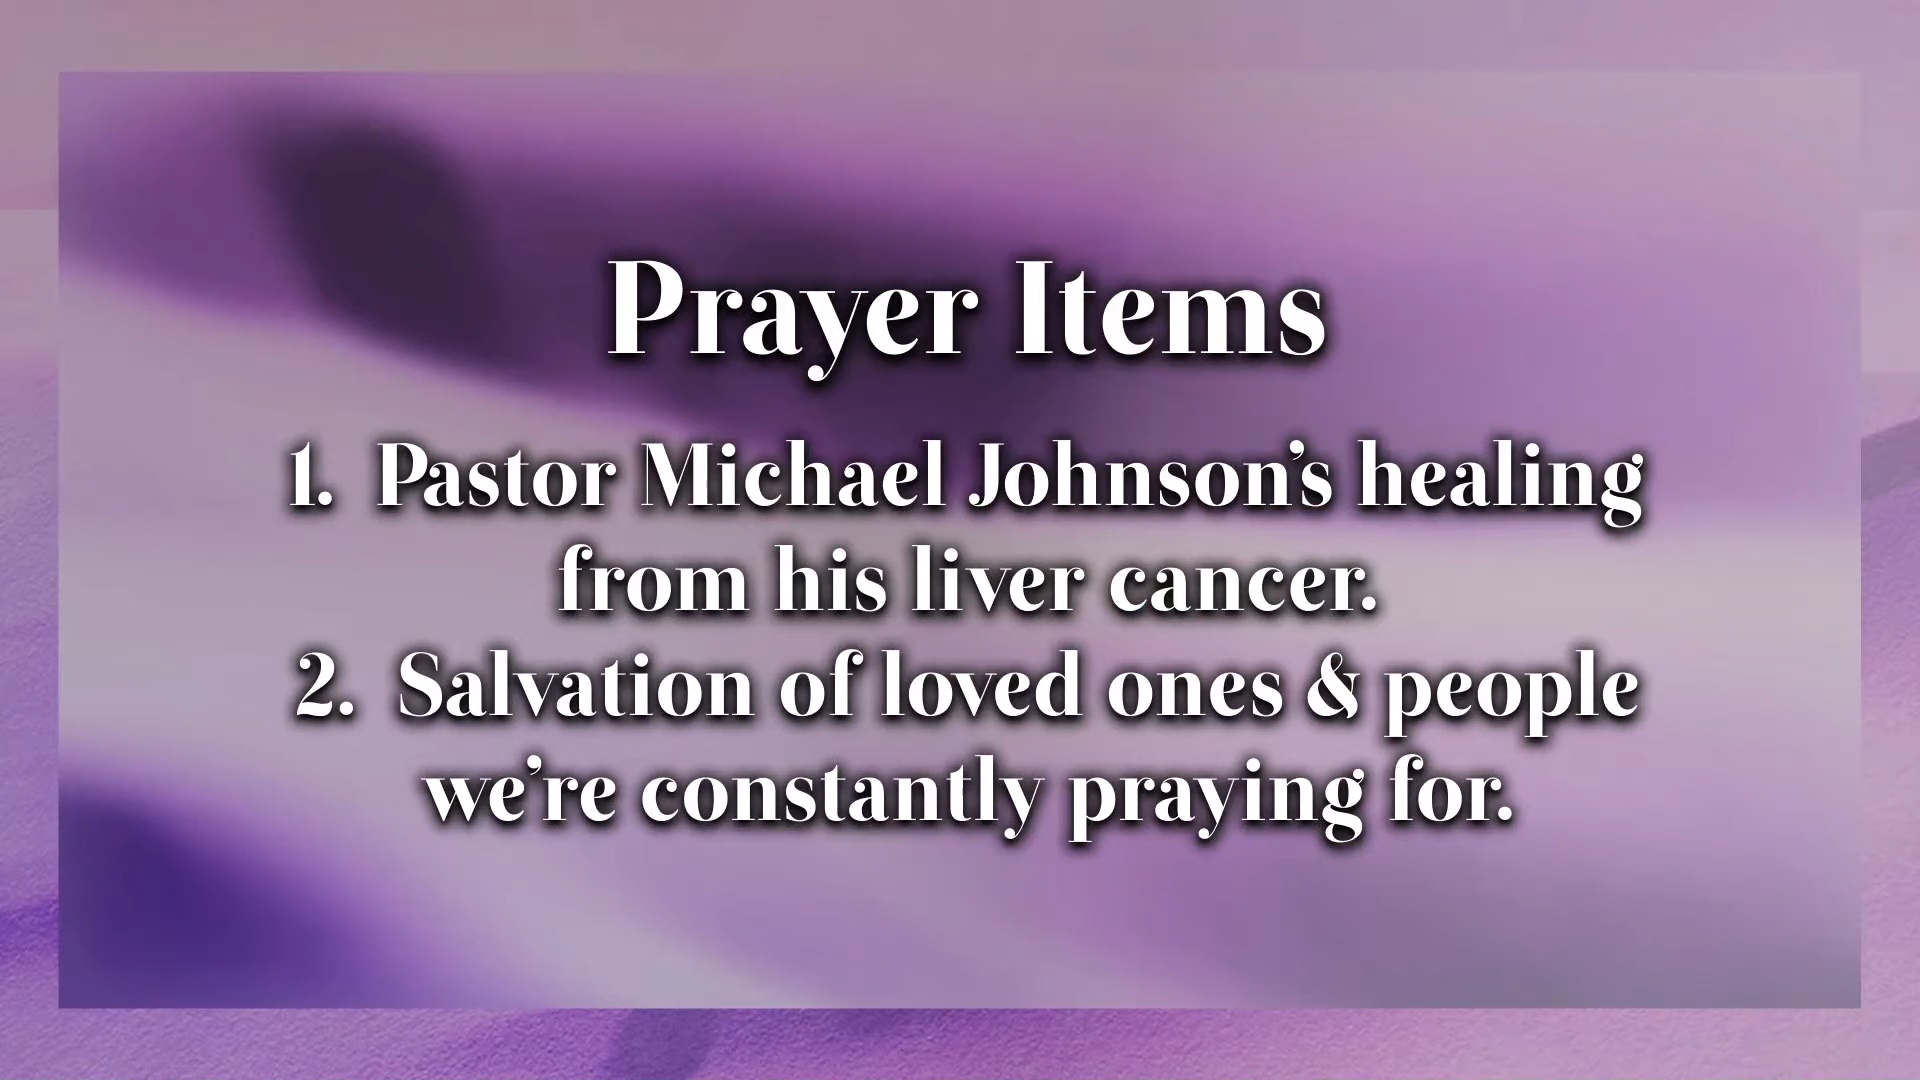 Prayer Items
1. Pastor Michael Johnson’s healing
from his liver cancer.
2. Salvation of loved ones & people
we’re constantly praying for.